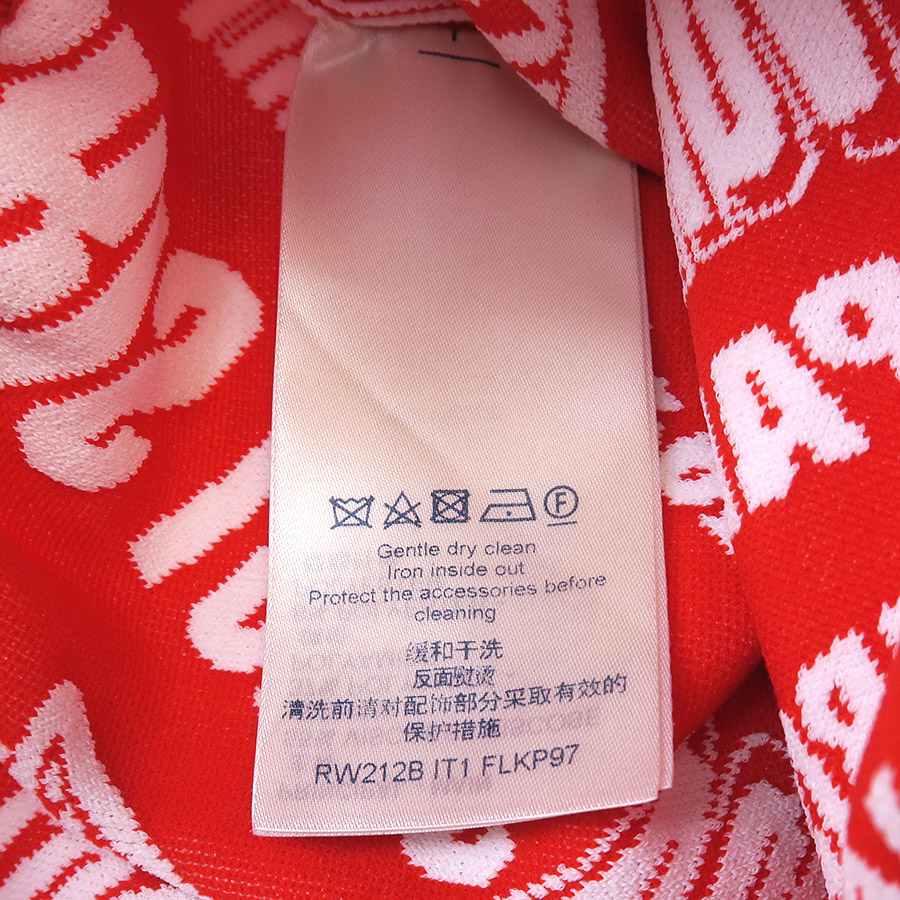 F
Gentle dry clean
Iron inside out
Protect the accessories before
cleaning
缓和干洗
反面熨烫
清洗前请对配饰部分采取有效的
保护措施
RW212B IT1 FLKP97